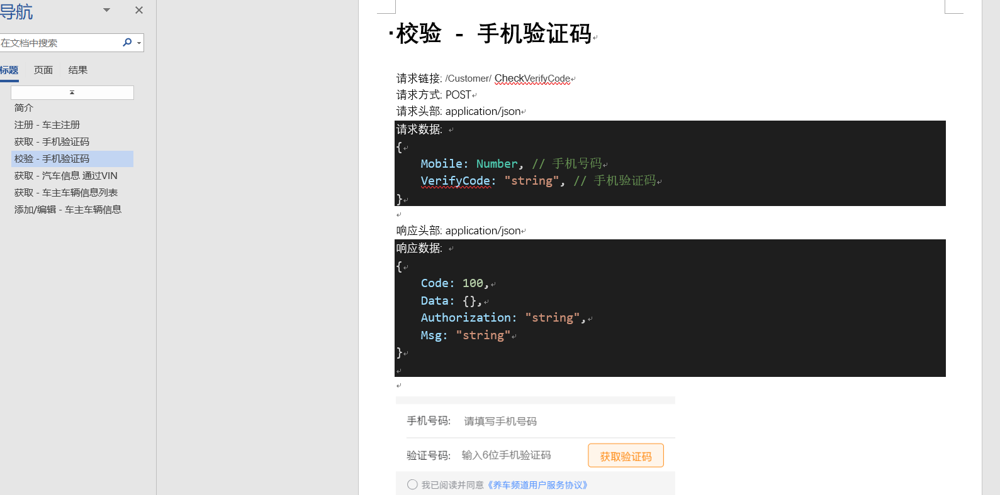 导航
在文档中搜索
标题 页面 结果
简介
注册 - 车主注册
获取 - 手机验证码
校验 - 手机验证码
获取 - 汽车信息 通过VIN
获取 - 车主车辆信息列表
添加/编辑 - 车主车辆信息
校验 - 手机验证码
请求链接: /Customer/ CheckVerifyCode
请求方式: POST
请求头部: application/json
请求数据:
{
Mobile: Number, // 手机号码
VerifyCode: "string", // 手机验证码
}
响应头部: application/json
响应数据:
{
Code: 100,
Data: {},
Authorization: "string",
Msg: "string"
}
手机号码: 请填写手机号码
验证号码: 输入6位手机验证码 获取验证码
我已阅读并同意《养车频道用户服务协议》